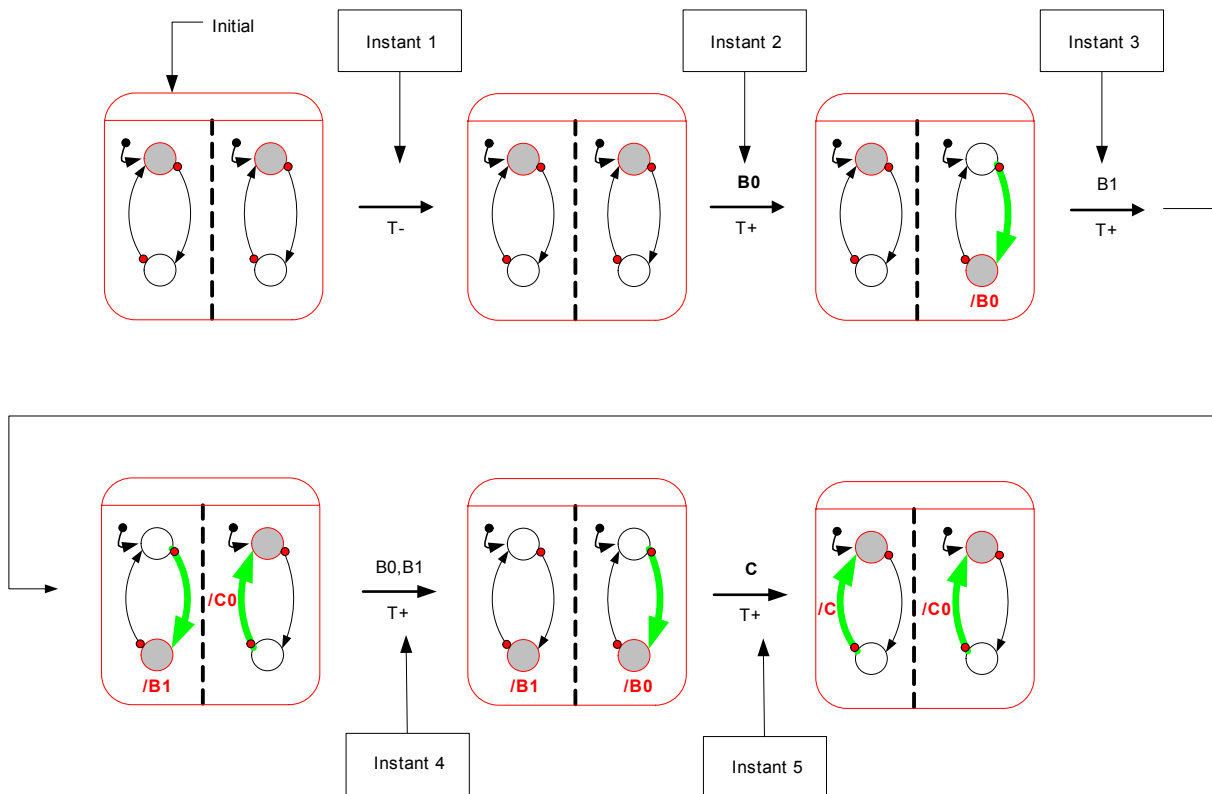 Initial
Instant 1
Instant 2
Instant 3
T-
B0
T+
/B0
B1
T+
/B1
/C0
B0,B1
T+
/B1
/B0
C
T+
/C
/C0
Instant 4
Instant 5